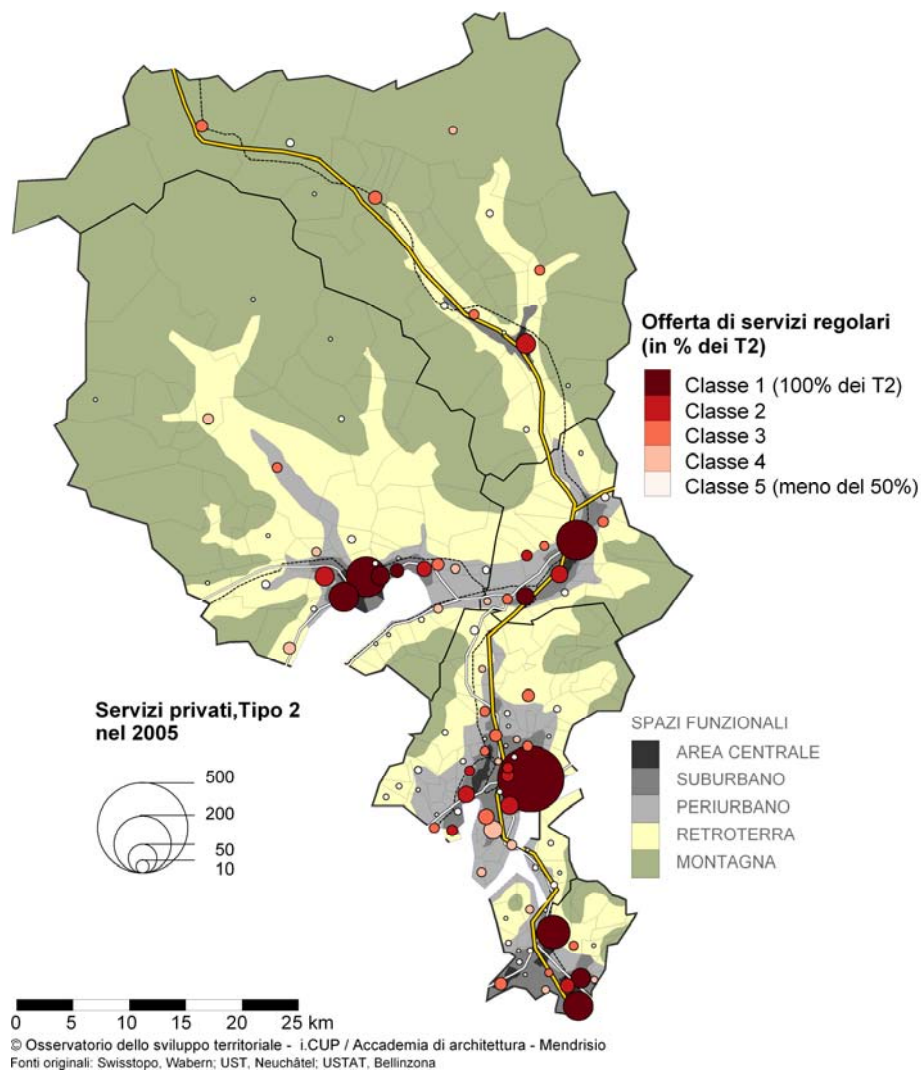 Offerta di servizi regolari
(in % dei T2)
Classe 1 (100% dei T2)
Classe 2
Classe 3
Classe 4
Classe 5 (meno del 50%)
Servizi privati,Tipo 2
nel 2005
500
200
50
10
SPAZI FUNZIONALI
AREA CENTRALE
SUBURBANO
PERIURBANO
RETROTERRA
MONTAGNA
0 5 10 15 20 25 km
© Osservatorio dello sviluppo territoriale - i.CUP / Accademia di architettura - Mendrisio
Fonti originali: Swisstopo, Wabern; UST, Neuchâtel; USTAT, Bellinzona